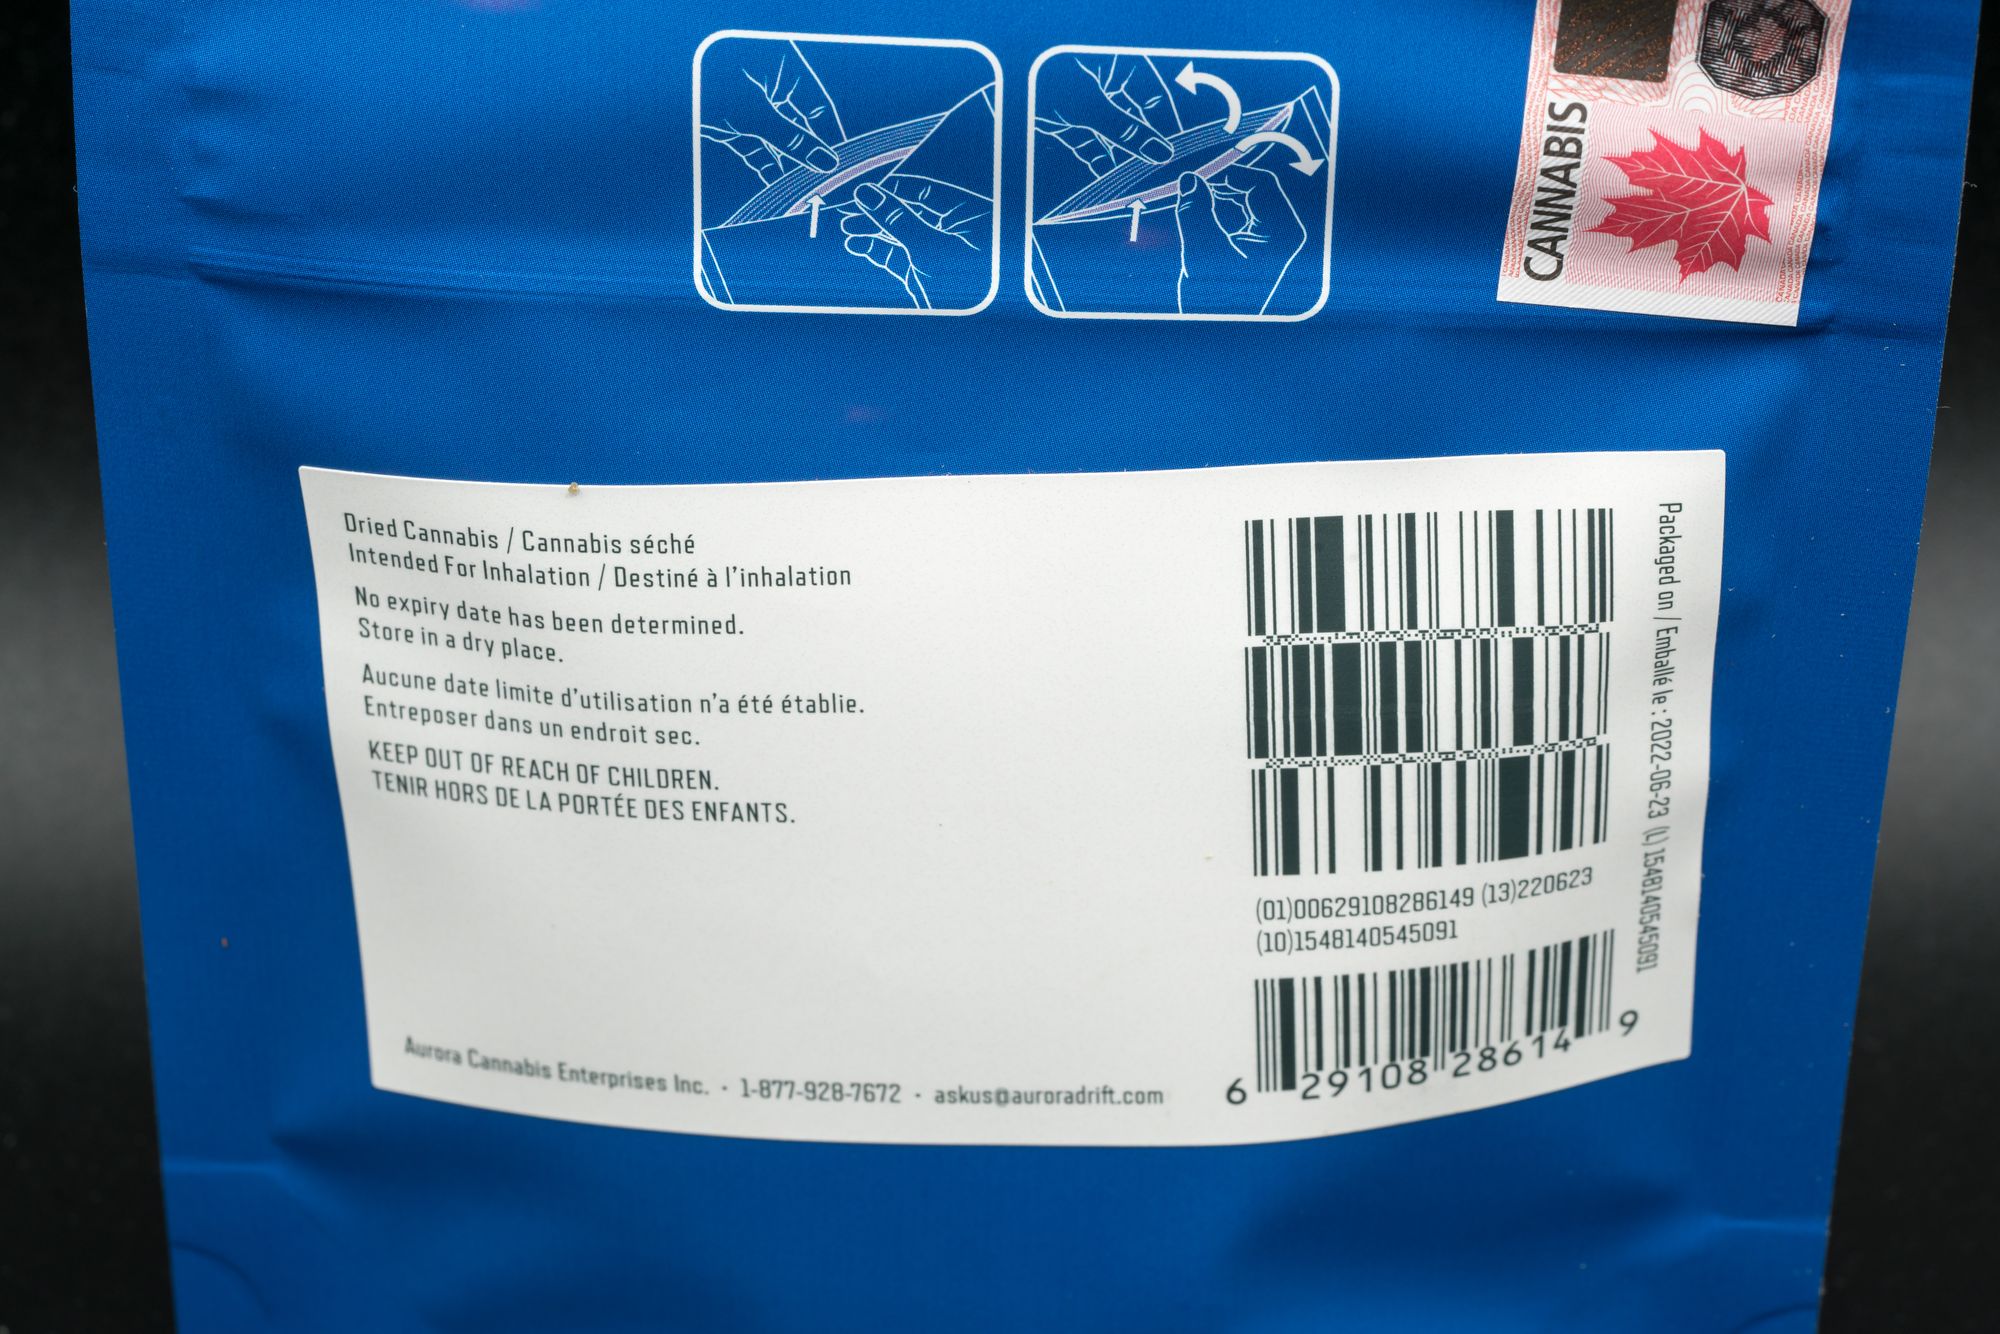 CANNABIS
Dried Cannabis / Cannabis séché
Intended For Inhalation / Destiné à l'inhalation
No expiry date has been determined.
Store in a dry place.
Aucune date limite d'utilisation n'a été établie.
Entreposer dans un endroit sec.
KEEP OUT OF REACH OF CHILDREN.
TENIR HORS DE LA PORTÉE DES ENFANTS.
Aurora Cannabis Enterprises Inc. · 1-877-928-7672 · askus@auroradrift.com
(01)00629108286149 (13)220623
(10)1548140545091
6 29108 28614 9
Packaged on / Emballé le : 2022-06-23 (L) 1548140545091